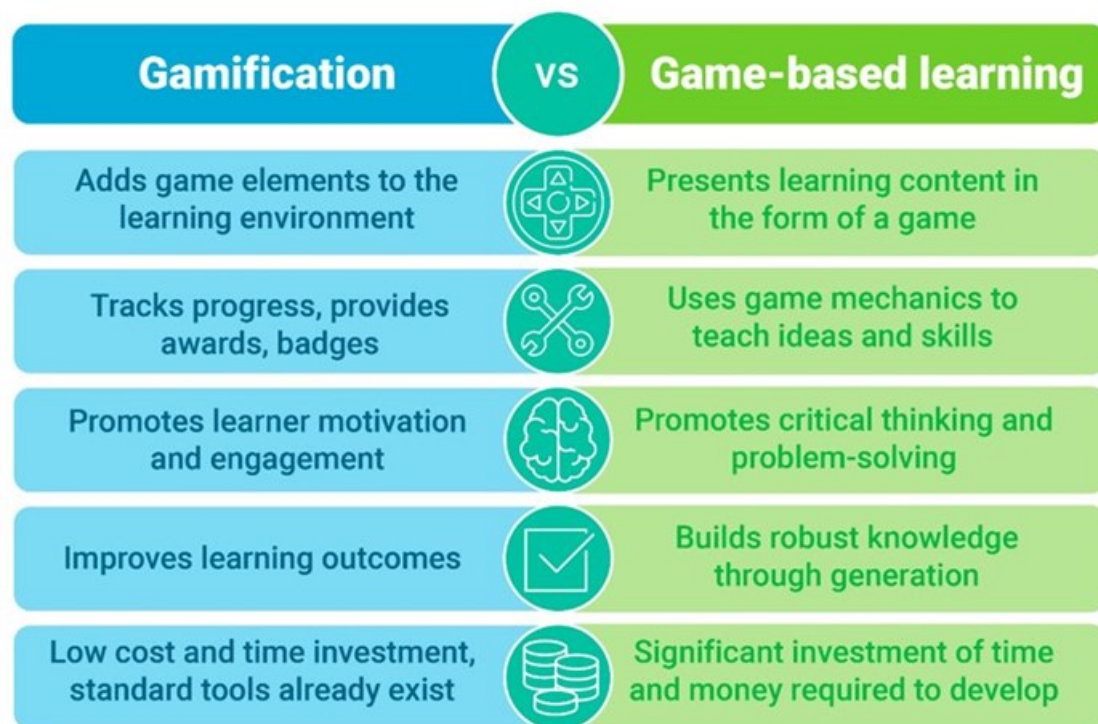 Gamification
vs
Game-based learning
Adds game elements to the
learning environment
Presents learning content in
the form of a game
Tracks progress, provides
awards, badges
Uses game mechanics to
teach ideas and skills
Promotes learner motivation
and engagement
Promotes critical thinking and
problem-solving
Improves learning outcomes
Builds robust knowledge
through generation
Low cost and time investment,
standard tools already exist
Significant investment of time
and money required to develop